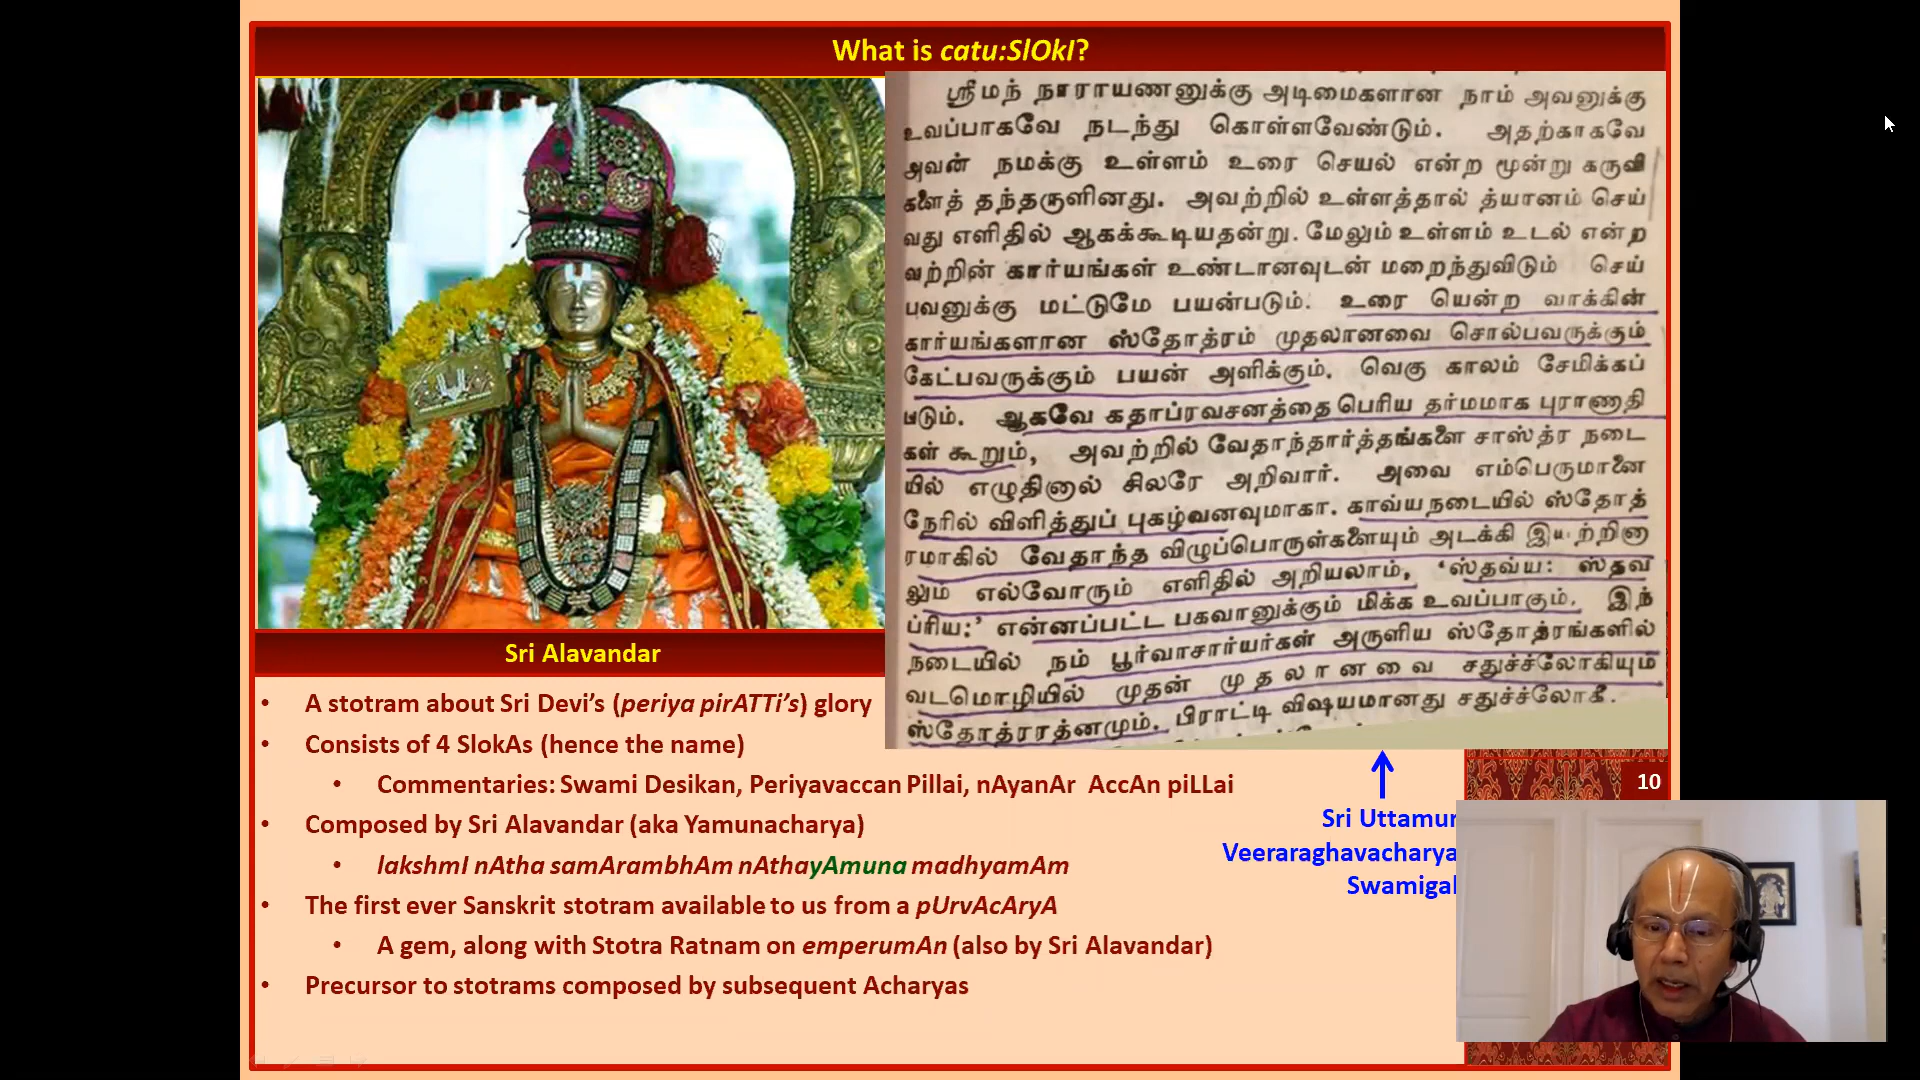 What is catu:SlOkI?
ஸ்ரீமந் நாராயணனுக்கு அடிமைகளான நாம் அவனுக்கு
உவப்பாகவே நடந்து கொள்ளவேண்டும். அதற்காகவே
அவன் நமக்கு உள்ளம் உரை செயல் என்ற மூன்று கருவி
களைத் தந்தருளினது. அவற்றில் உள்ளத்தால் த்யானம் செய்
வது எளிதில் ஆகக்கூடியதன்று. மேலும் உள்ளம் உடல் என்ற
வற்றின் கார்யங்கள் உண்டானவுடன் மறைந்துவிடும் செய்
பவனுக்கு மட்டுமே பயன்படும். உரை யென்ற வாக்கின்
கார்யங்களான ஸ்தோத்ரம் முதலானவை சொல்பவருக்கும்
கேட்பவருக்கும் பயன் அளிக்கும். வெகு காலம் சேமிக்கப்
படும். ஆகவே கதாப்ரவசனத்தை பெரிய தர்மமாக புராணாதி
கள் கூறும், அவற்றில் வேதாந்தார்த்தங்களை சாஸ்த்ர நடை
யில் எழுதினால் சிலரே அறிவார். அவை எம்பெருமானை
நேரில் விளித்துப் புகழ்வனவுமாகா. காவ்ய நடையில் ஸ்தோத்
ரமாகில் வேதாந்த விழுப்பொருள்களையும் அடக்கி இயற்றினா
லும் எல்வோரும் எளிதில் அறியலாம், ‘ஸ்தவ்ய: ஸ்தவ
ப்ரிய:’ என்னப்பட்ட பகவானுக்கும் மிக்க உவப்பாகும். இந்
நடையில் நம் பூர்வாசார்யர்கள் அருளிய ஸ்தோத்ரங்களில்
வடமொழியில் முதன் முதலானவை சதுச்ச்லோகியும்
ஸ்தோத்ரரத்னமும். பிராட்டி விஷயமானது சதுச்ச்லோகீ.
Sri Alavandar
• A stotram about Sri Devi’s (periya pirATTi’s) glory
• Consists of 4 SlokAs (hence the name)
• Commentaries: Swami Desikan, Periyavaccan Pillai, nAyanAr AccAn piLLai
• Composed by Sri Alavandar (aka Yamunacharya)
• lakshmI nAtha samArambhAm nAthayAmuna madhyamAm
• The first ever Sanskrit stotram available to us from a pUrvAcAryA
• A gem, along with Stotra Ratnam on emperumAn (also by Sri Alavandar)
• Precursor to stotrams composed by subsequent Acharyas
10
Sri Uttamur
Veeraraghavacharya
Swamigal